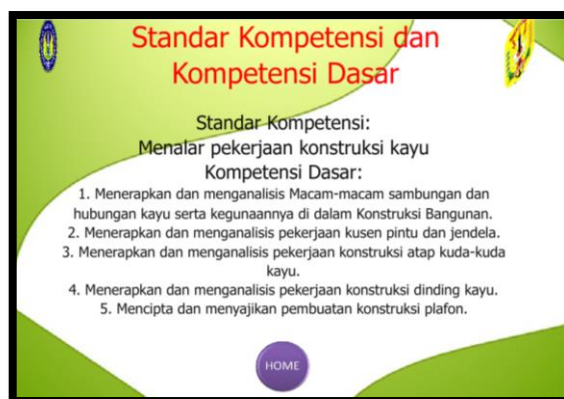 Standar Kompetensi dan
Kompetensi Dasar
Standar Kompetensi:
Menalar pekerjaan konstruksi kayu
Kompetensi Dasar:
1. Menerapkan dan menganalisis Macam-macam sambungan dan
hubungan kayu serta kegunaannya di dalam Konstruksi Bangunan.
2. Menerapkan dan menganalisis pekerjaan kusen pintu dan jendela.
3. Menerapkan dan menganalisis pekerjaan konstruksi atap kuda-kuda
kayu.
4. Menerapkan dan menganalisis pekerjaan konstruksi dinding kayu.
5. Mencipta dan menyajikan pembuatan konstruksi plafon.
HOME